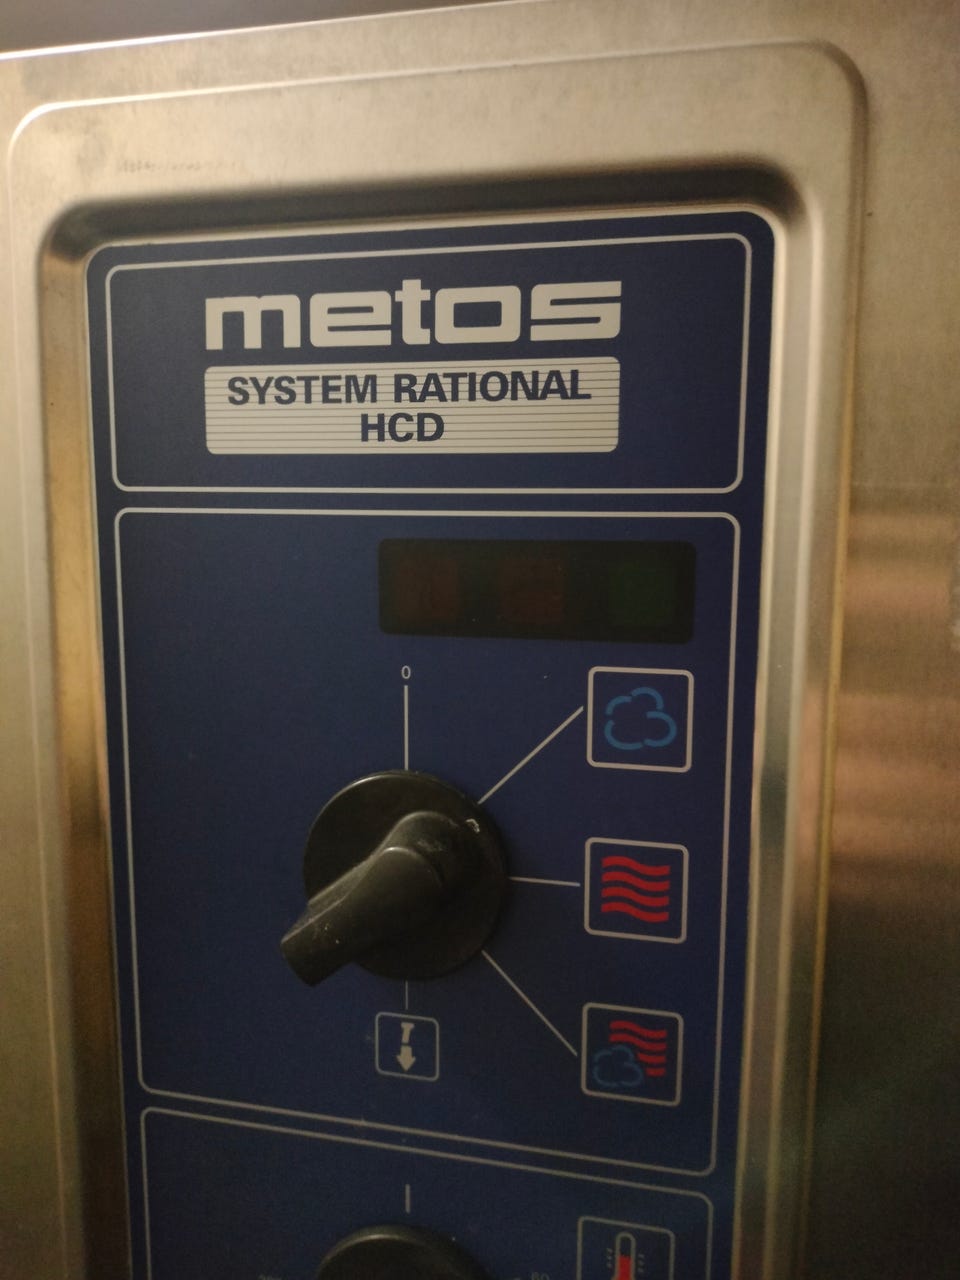 metos
SYSTEM RATIONAL
HCD
0